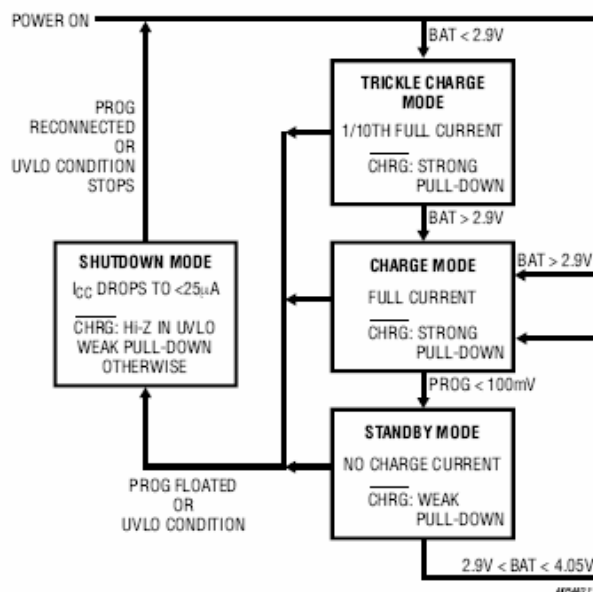 POWER ON
BAT < 2.9V
TRICKLE CHARGE
MODE
1/10TH FULL CURRENT
CHRG: STRONG
PULL-DOWN
PROG
RECONNECTED
OR
UVLO CONDITION
STOPS
BAT > 2.9V
SHUTDOWN MODE
ICC DROPS TO <25µA
CHRG: Hi-Z IN UVLO
WEAK PULL-DOWN
OTHERWISE
CHARGE MODE
FULL CURRENT
CHRG: STRONG
PULL-DOWN
BAT > 2.9V
PROG < 100mV
STANDBY MODE
NO CHARGE CURRENT
CHRG: WEAK
PULL-DOWN
PROG FLOATED
OR
UVLO CONDITION
2.9V < BAT < 4.05V